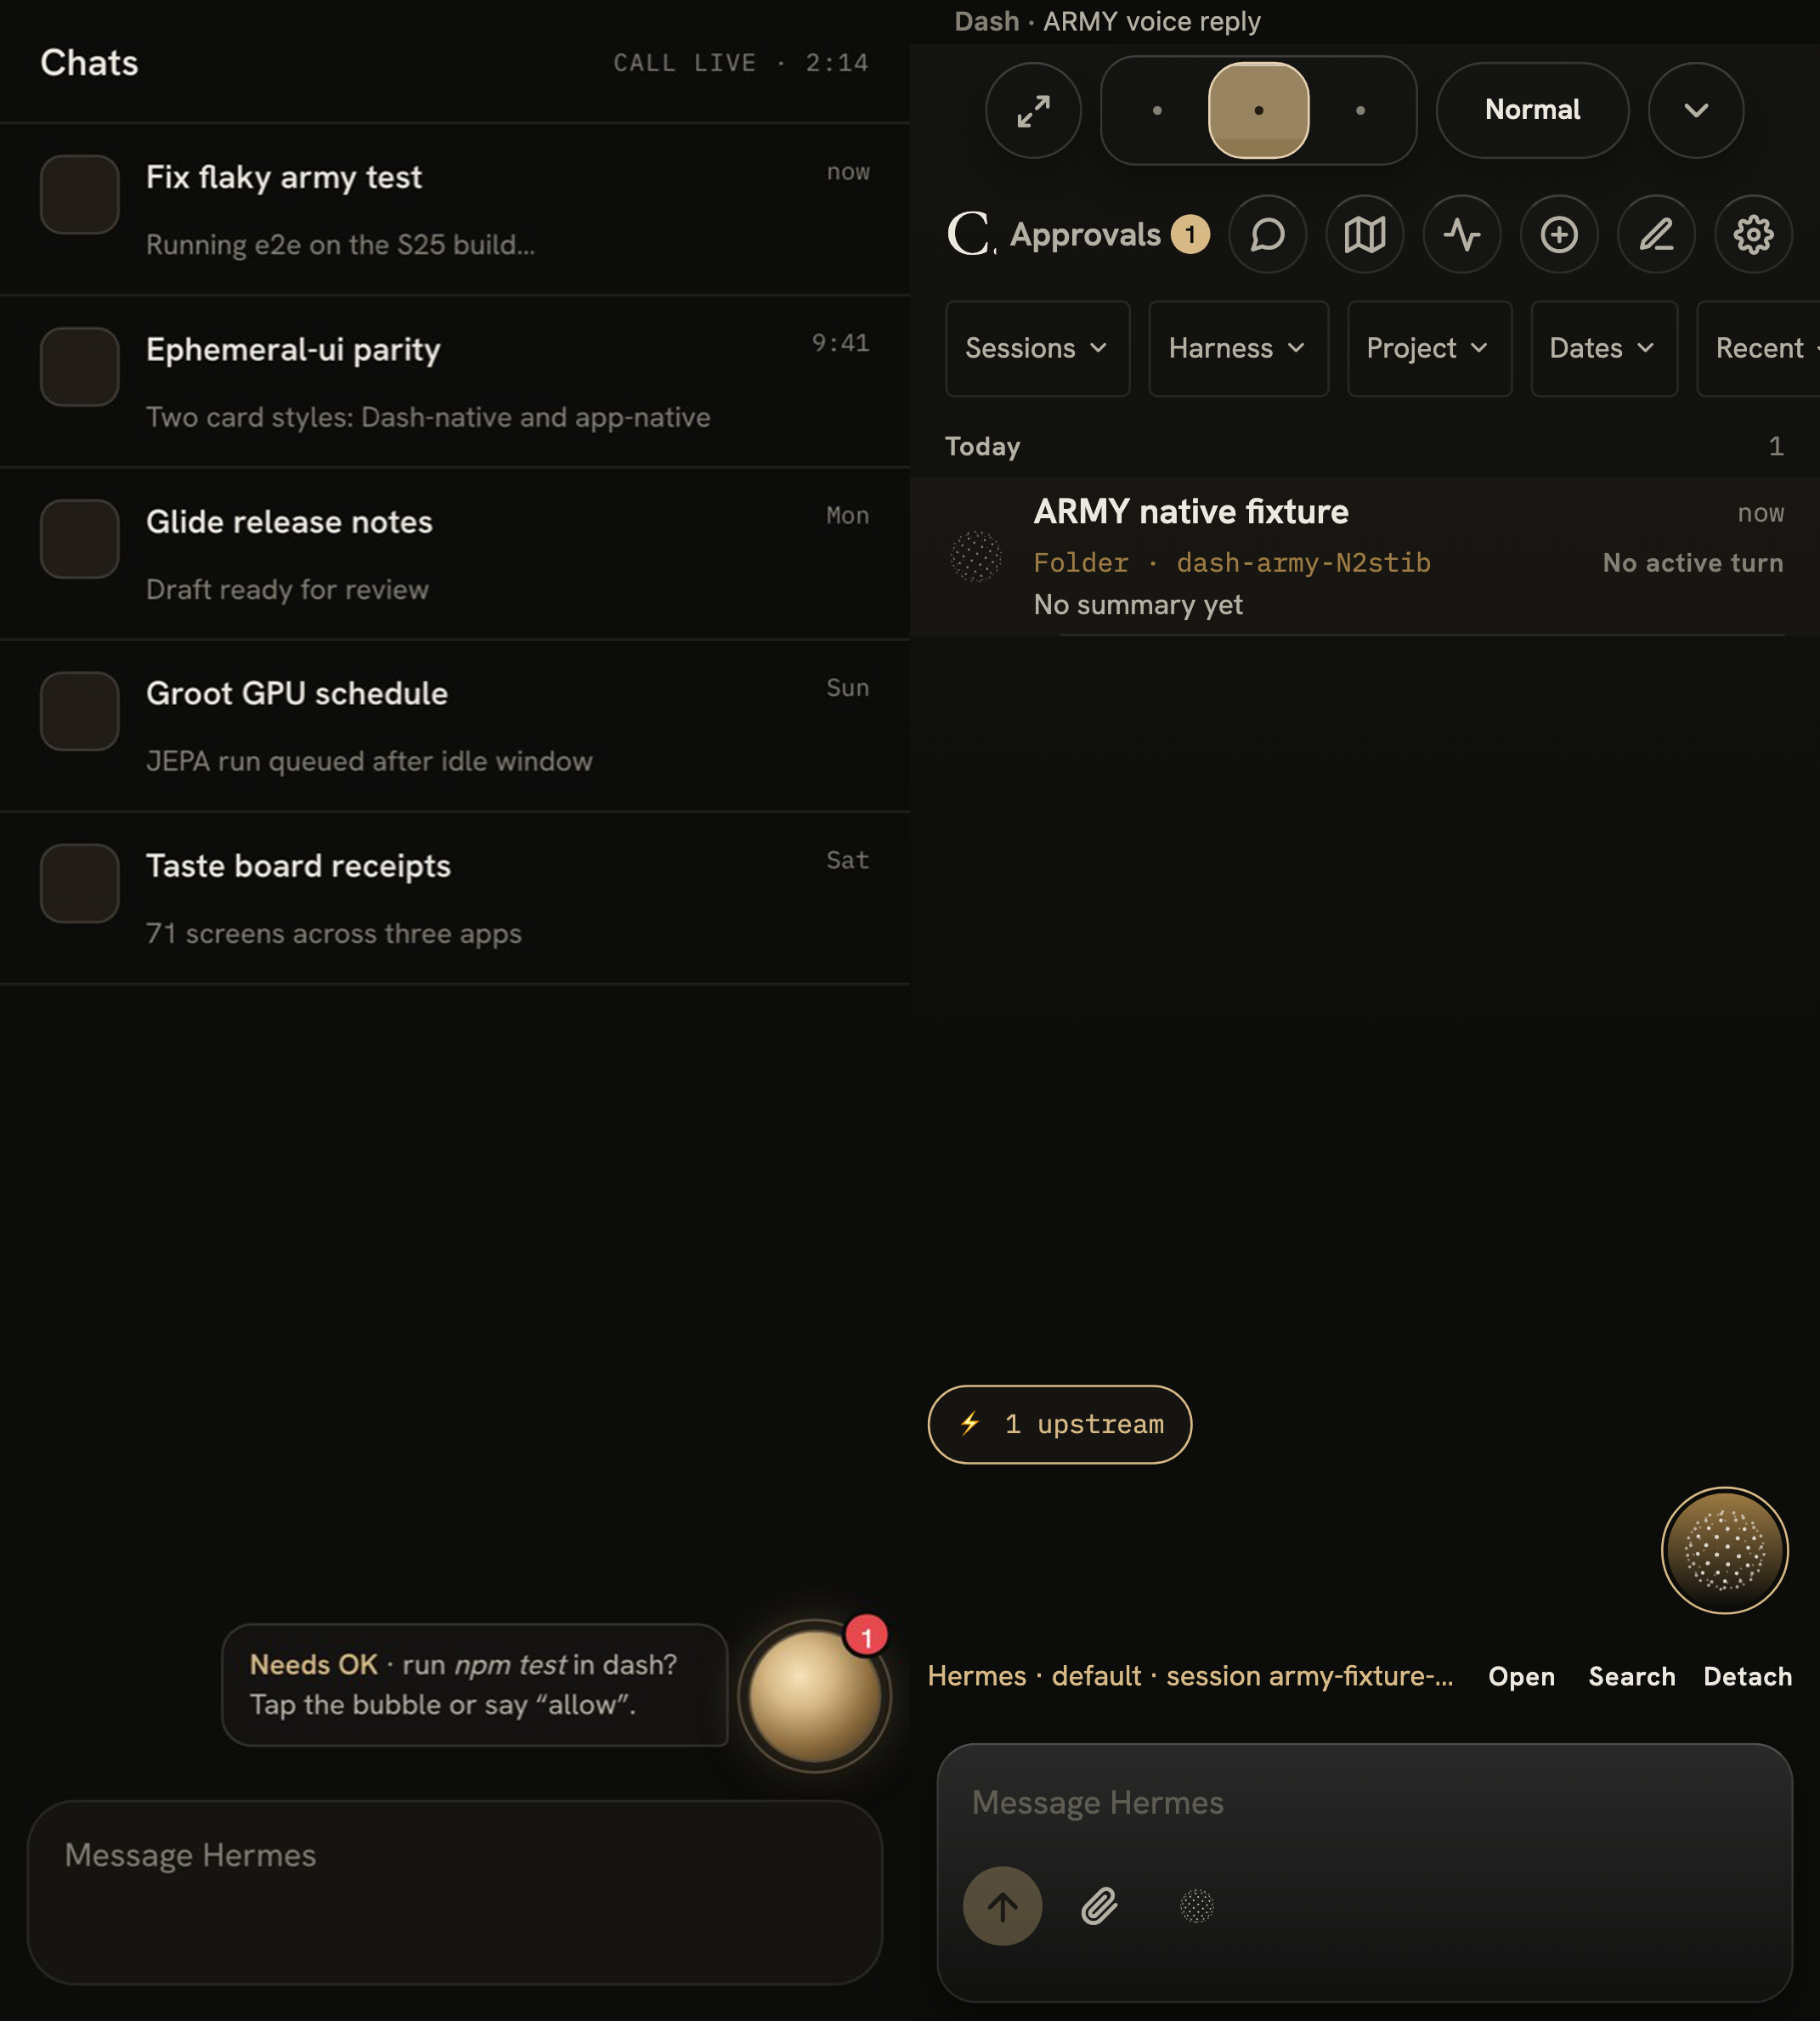 Chats
CALL LIVE · 2:14
Fix flaky army test
now
Running e2e on the S25 build…
Ephemeral-ui parity
9:41
Two card styles: Dash-native and app-native
Glide release notes
Mon
Draft ready for review
Groot GPU schedule
Sun
JEPA run queued after idle window
Taste board receipts
Sat
71 screens across three apps
1
Needs OK · run npm test in dash?
Tap the bubble or say “allow”.
Message Hermes
Dash · ARMY voice reply
Normal
C. Approvals 1
Sessions
Harness
Project
Dates
Recent
Today
1
ARMY native fixture
now
Folder · dash-army-N2stib
No active turn
No summary yet
⚡ 1 upstream
Hermes · default · session army-fixture-…
Open
Search
Detach
Message Hermes